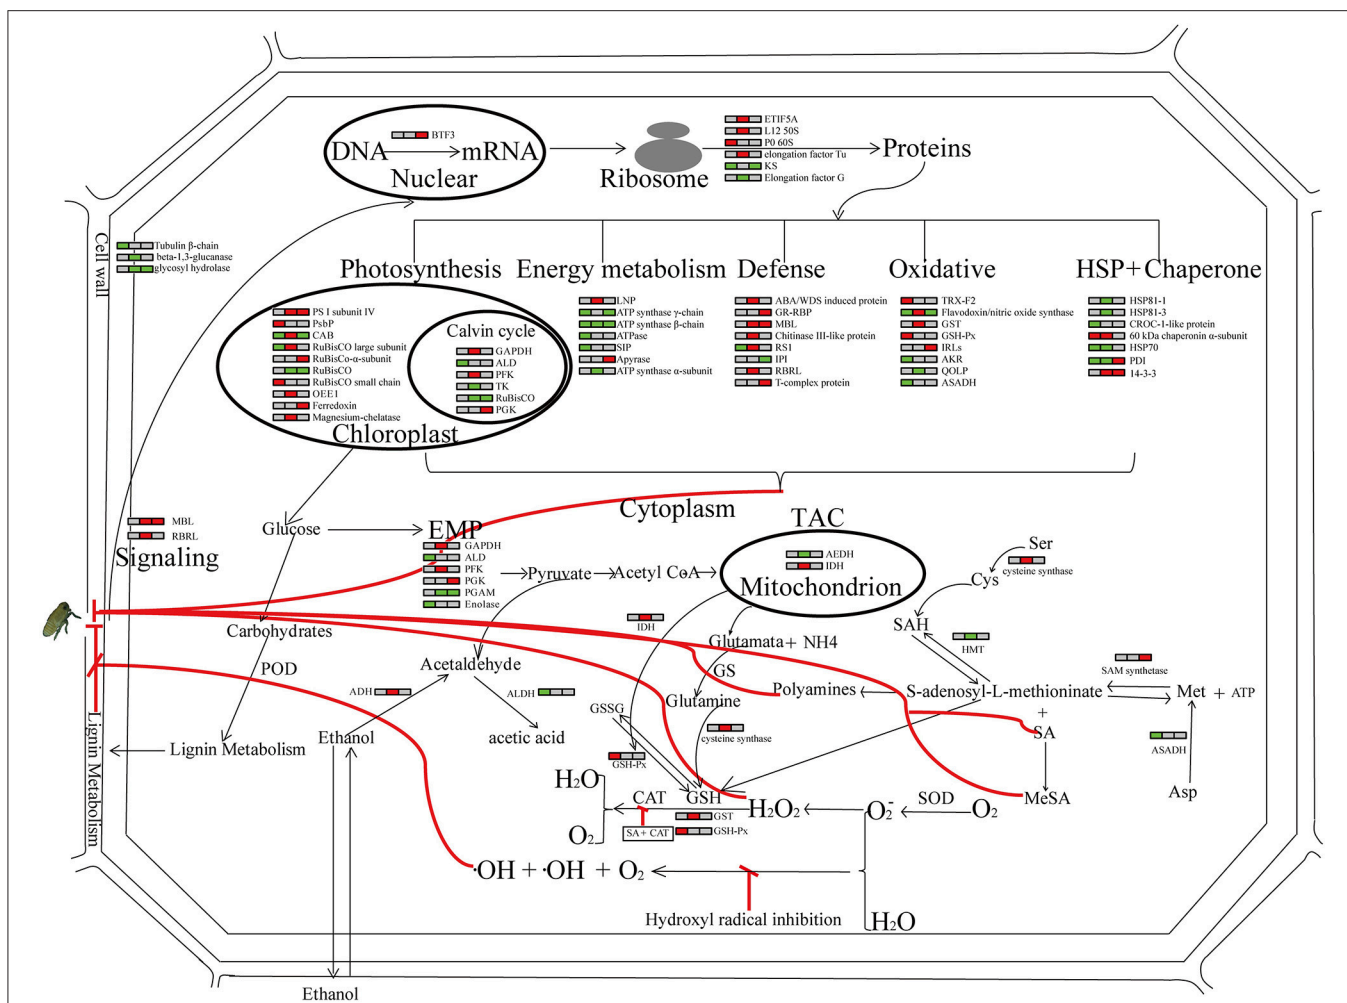 BTF3
DNA
mRNA
Nuclear
Ribosome
ETIF5A
L12 50S
P0 60S
elongation factor Tu
KS
Elongation factor G
Proteins
Cell wall
Tubulin β-chain
beta-1,3-glucanase
glycosyl hydrolase
Photosynthesis
Energy metabolism
Defense
Oxidative
HSP+Chaperone
PS I subunit IV
PsbP
CAB
RuBisCO large subunit
RuBisCO-α-subunit
RuBisCO
RuBisCO small chain
OEE1
Ferredoxin
Magnesium-chelatase
Chloroplast
Calvin cycle
GAPDH
ALD
PFK
TK
RuBisCO
PGK
LNP
ATP synthase γ-chain
ATP synthase β-chain
ATPase
SIP
Apyrase
ATP synthase α-subunit
ABA/WDS induced protein
GR-RBP
MBL
Chitinase III-like protein
RS1
IPI
RBRL
T-complex protein
TRX-F2
Flavodoxin/nitric oxide synthase
GST
GSH-Px
IRLs
AKR
QOLP
ASADH
HSP81-1
HSP81-3
CROC-1-like protein
60 kDa chaperonin α-subunit
HSP70
PDI
14-3-3
MBL
RBRL
Signaling
Glucose
EMP
GAPDH
ALD
PFK
PGK
PGAM
Enolase
Cytoplasm
Pyruvate
Acetyl CoA
TAC
AEDH
IDH
Mitochondrion
Ser
cysteine synthase
Cys
SAH
HMT
IDH
Glutamata + NH4
GS
Glutamine
Polyamines
S-adenosyl-L-methioninate
SAM synthetase
Met + ATP
+
SA
ASADH
Asp
MeSA
Carbohydrates
POD
Acetaldehyde
ADH
ALDH
acetic acid
Ethanol
Lignin Metabolism
Lignin Metabolism
GSSG
cysteine synthase
GSH-Px
GSH
H2O
O2
CAT
SA+ CAT
GST
GSH-Px
H2O2
O2-
SOD
O2
·OH + ·OH + O2
Hydroxyl radical inhibition
H2O
Ethanol